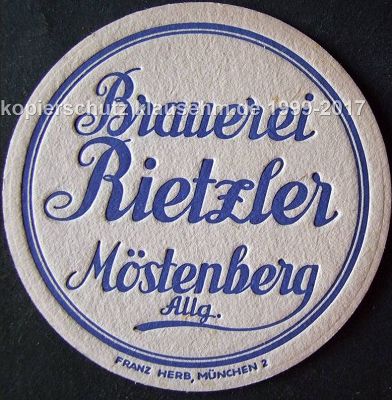 Brauerei
kopierschutz klausehm.de 1999-2017
Rietzler
Möstenberg
Allg.
FRANZ HERB, MÜNCHEN 2